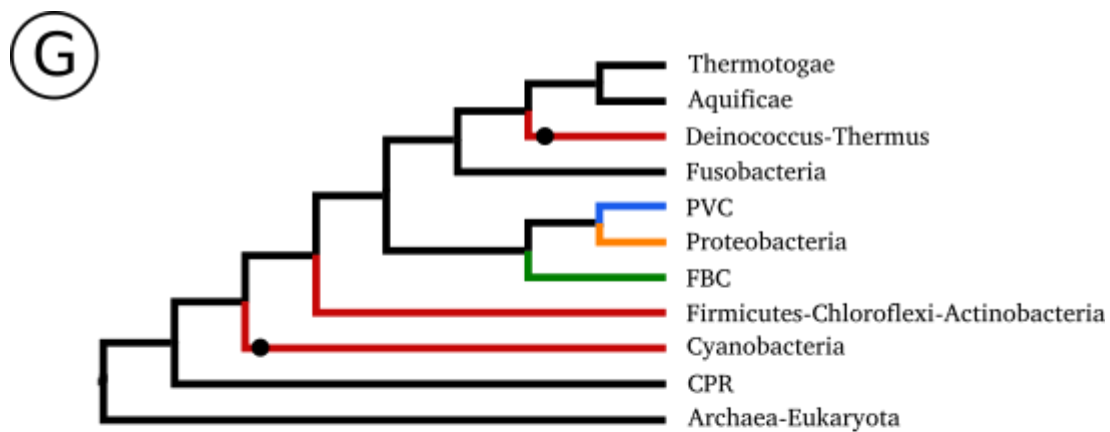 G
Thermotogae
Aquificae
Deinococcus-Thermus
Fusobacteria
PVC
Proteobacteria
FBC
Firmicutes-Chloroflexi-Actinobacteria
Cyanobacteria
CPR
Archaea-Eukaryota